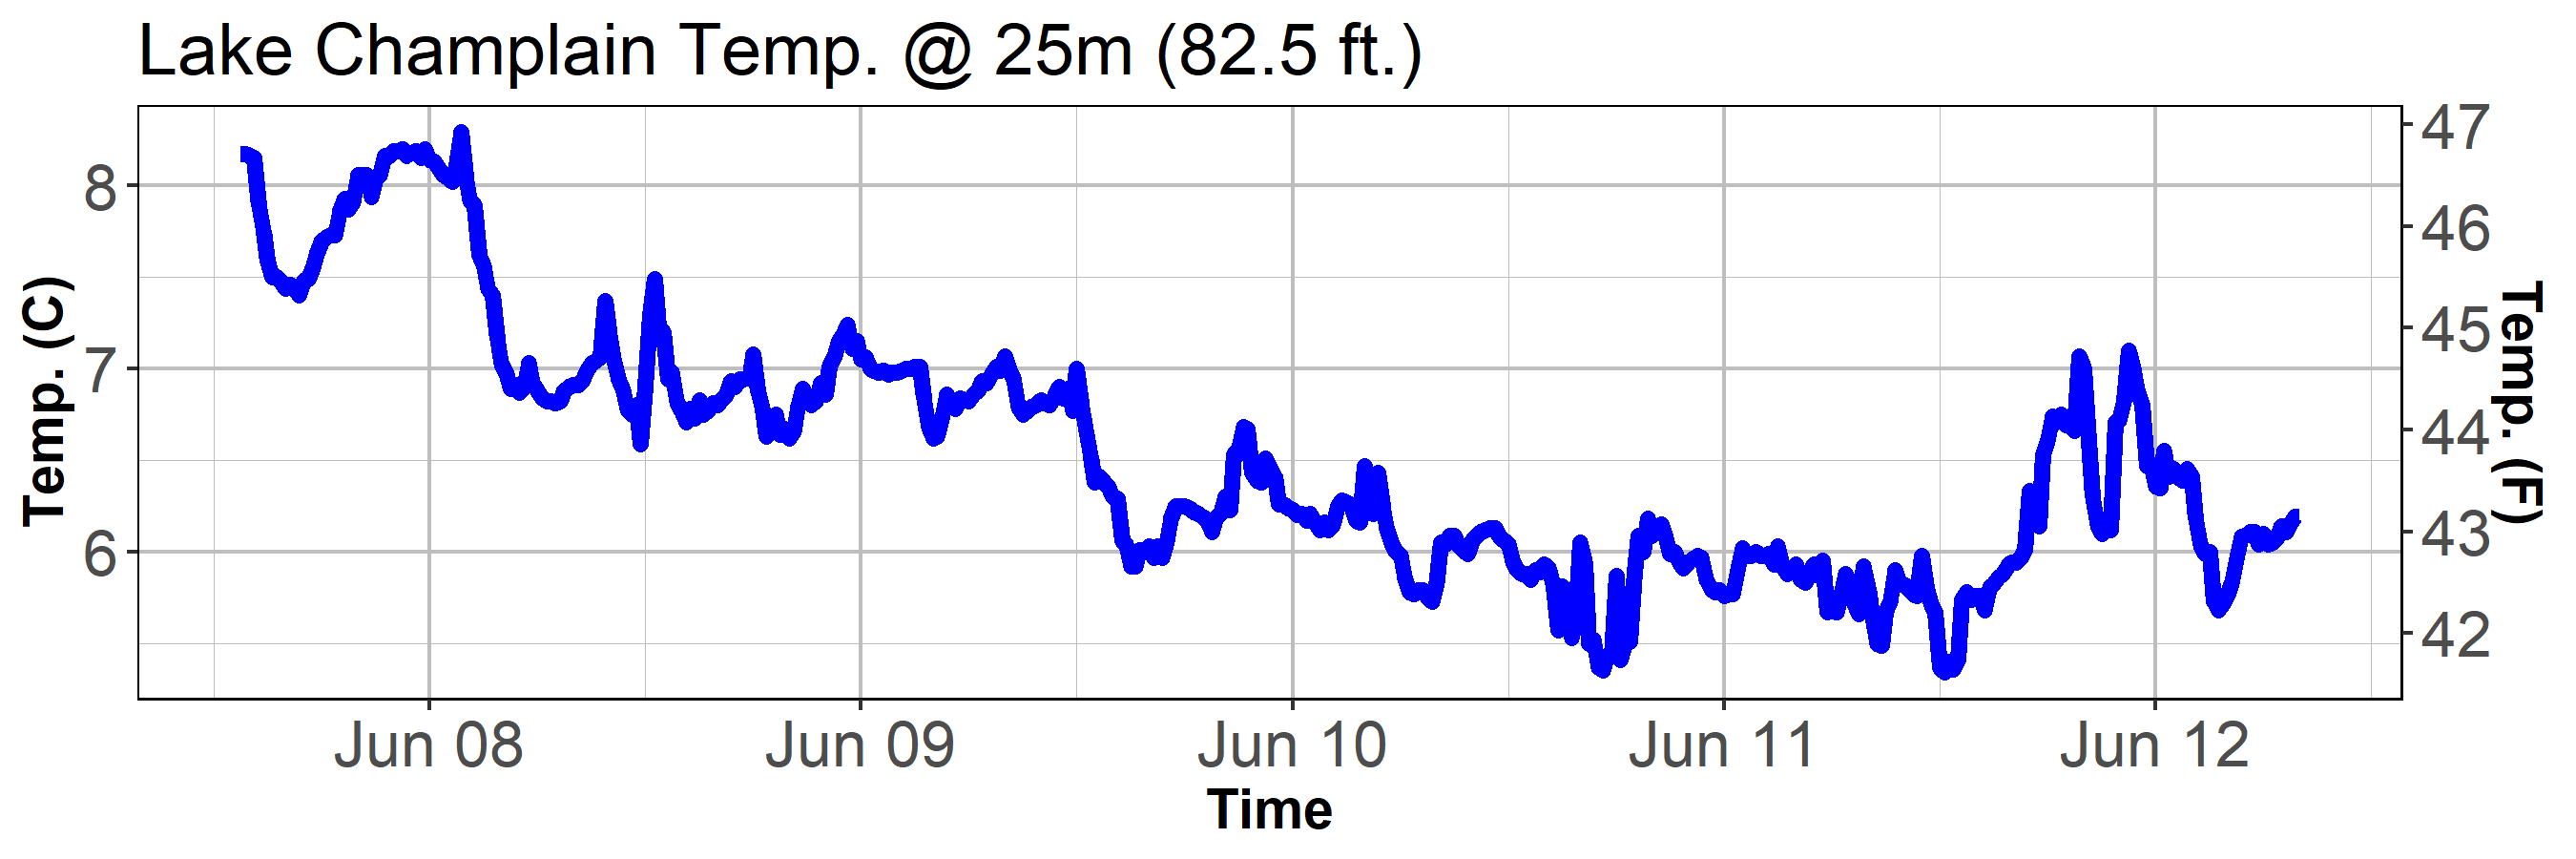 Lake Champlain Temp. @ 25m (82.5 ft.)
Temp. (C)
8
7
6
47
46
45
44
43
42
Temp. (F)
Jun 08 Jun 09 Jun 10 Jun 11 Jun 12
Time